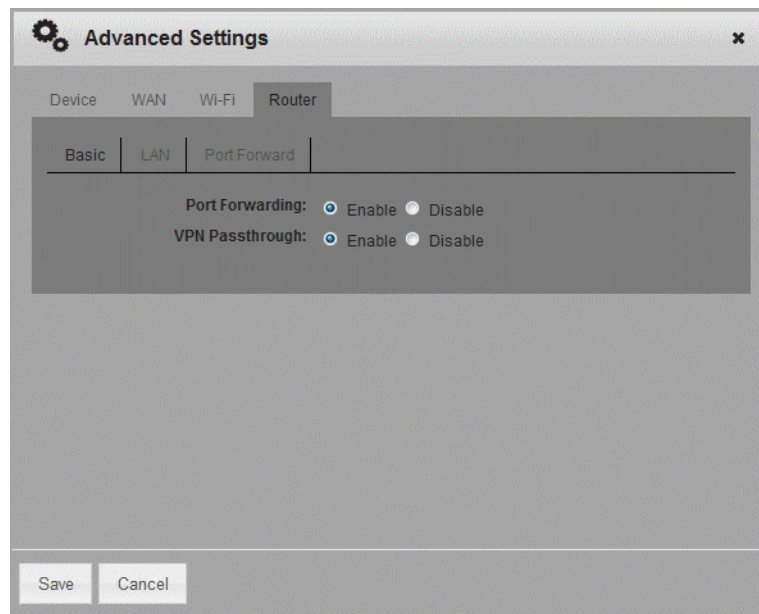 Advanced Settings
Device WAN Wi-Fi Router
Basic LAN Port Forward
Port Forwarding: Enable Disable
VPN Passthrough: Enable Disable
Save Cancel